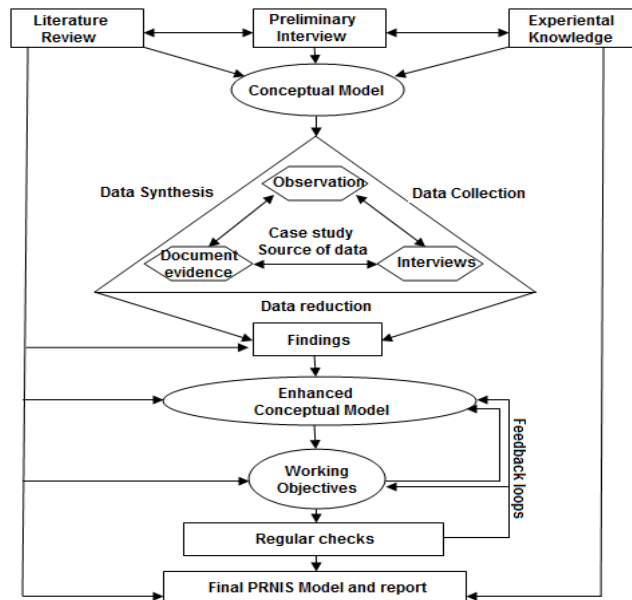 Literature
Review
Preliminary
Interview
Experiental
Knowledge
Conceptual Model
Data Synthesis
Observation
Data Collection
Case study
Source of data
Document
evidence
Interviews
Data reduction
Findings
Enhanced
Conceptual Model
Feedback loops
Working
Objectives
Regular checks
Final PRNIS Model and report